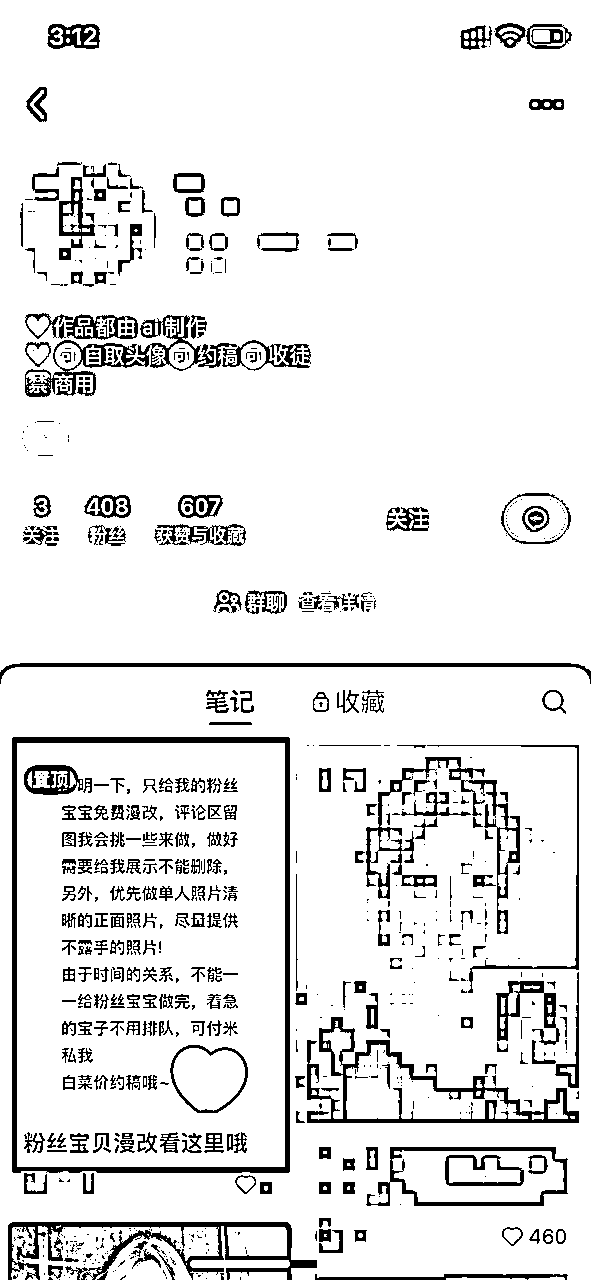 3:12
♡作品都由ai制作
♡可自取头像可约稿可收徒
禁商用
3 408 607
关注 粉丝 获赞与收藏 关注
群聊 查看详情
笔记 收藏
置顶
明一下，只给我的粉丝
宝宝免费漫改，评论区留
图我会挑一些来做，做好
需要给我展示不能删除，
另外，优先做单人照片清
晰的正面照片，尽量提供
不露手的照片!
由于时间的关系，不能一
一给粉丝宝宝做完，着急
的宝子不用排队，可付米
私我
白菜价约稿哦~
粉丝宝贝漫改看这里哦
♡ 460